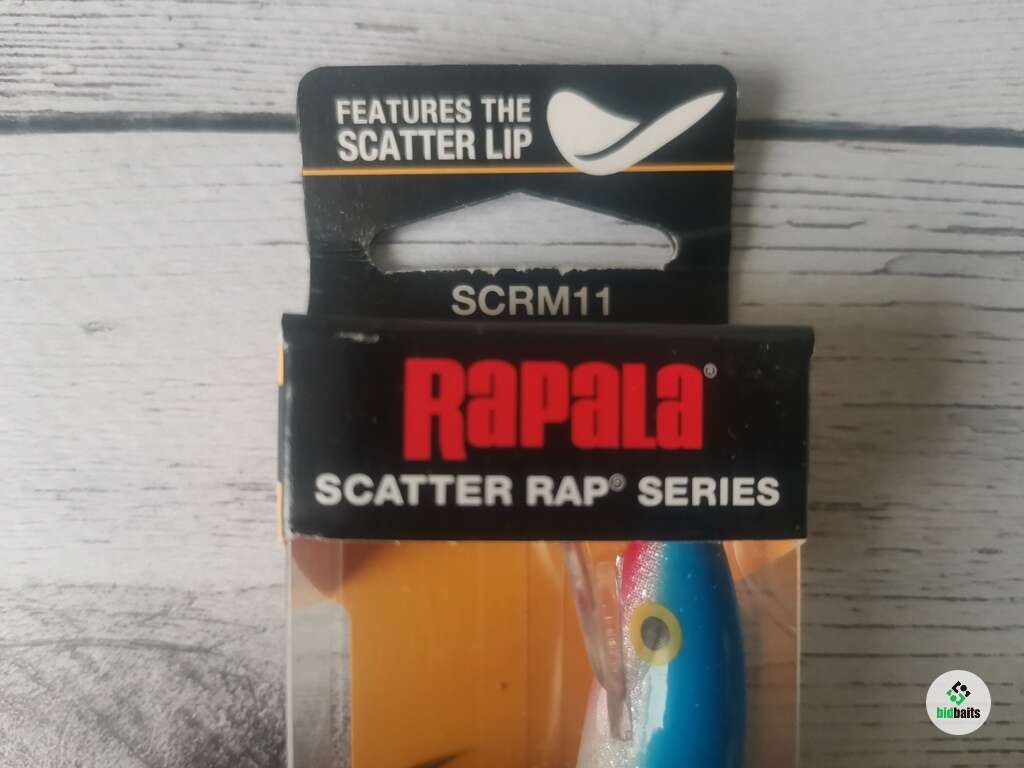 FEATURES THE
SCATTER LIP
SCRM11
RAPALA®
SCATTER RAP® SERIES
bidbaits